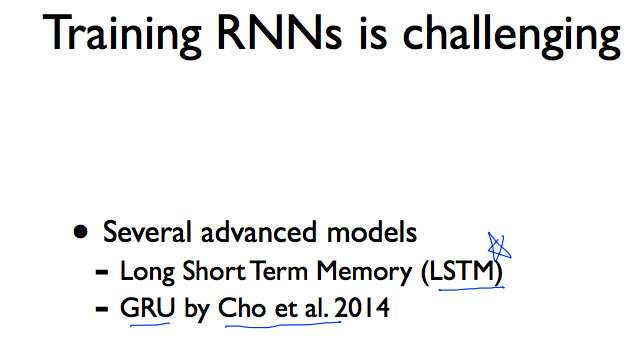 Training RNNs is challenging
● Several advanced models
- Long Short Term Memory (LSTM)
- GRU by Cho et al. 2014